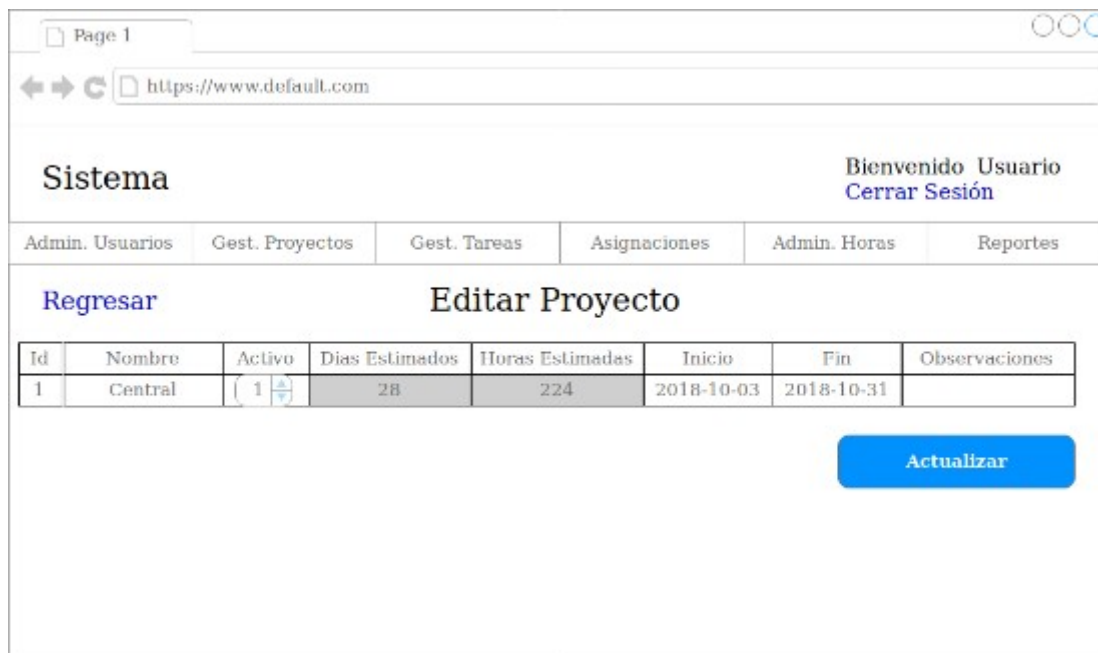 Page 1
https://www.default.com
Sistema
Bienvenido Usuario
Cerrar Sesión
Admin. Usuarios Gest. Proyectos Gest. Tareas Asignaciones Admin. Horas Reportes
Regresar Editar Proyecto
Id Nombre Activo Dias Estimados Horas Estimadas Inicio Fin Observaciones
1 Central 1 28 224 2018-10-03 2018-10-31
Actualizar